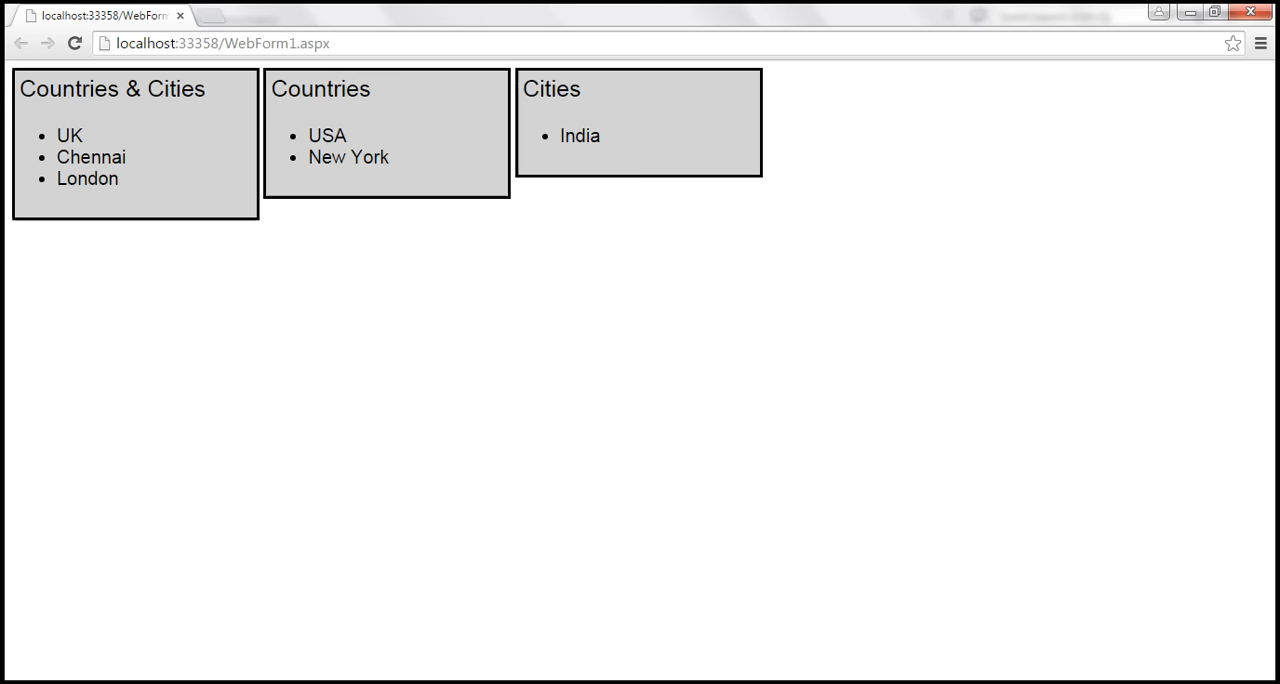 localhost:33358/WebForm
localhost:33358/WebForm1.aspx
Countries & Cities
• UK
• Chennai
• London
Countries
• USA
• New York
Cities
• India